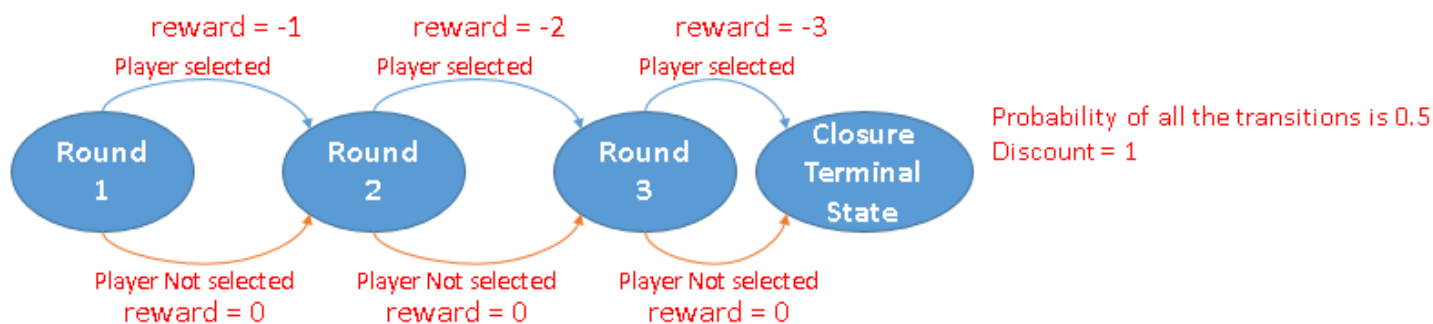 reward = -1
reward = -2
reward = -3
Player selected
Player selected
Player selected
Round
1
Round
2
Round
3
Closure
Terminal
State
Probability of all the transitions is 0.5
Discount = 1
Player Not selected
Player Not selected
Player Not selected
reward = 0
reward = 0
reward = 0